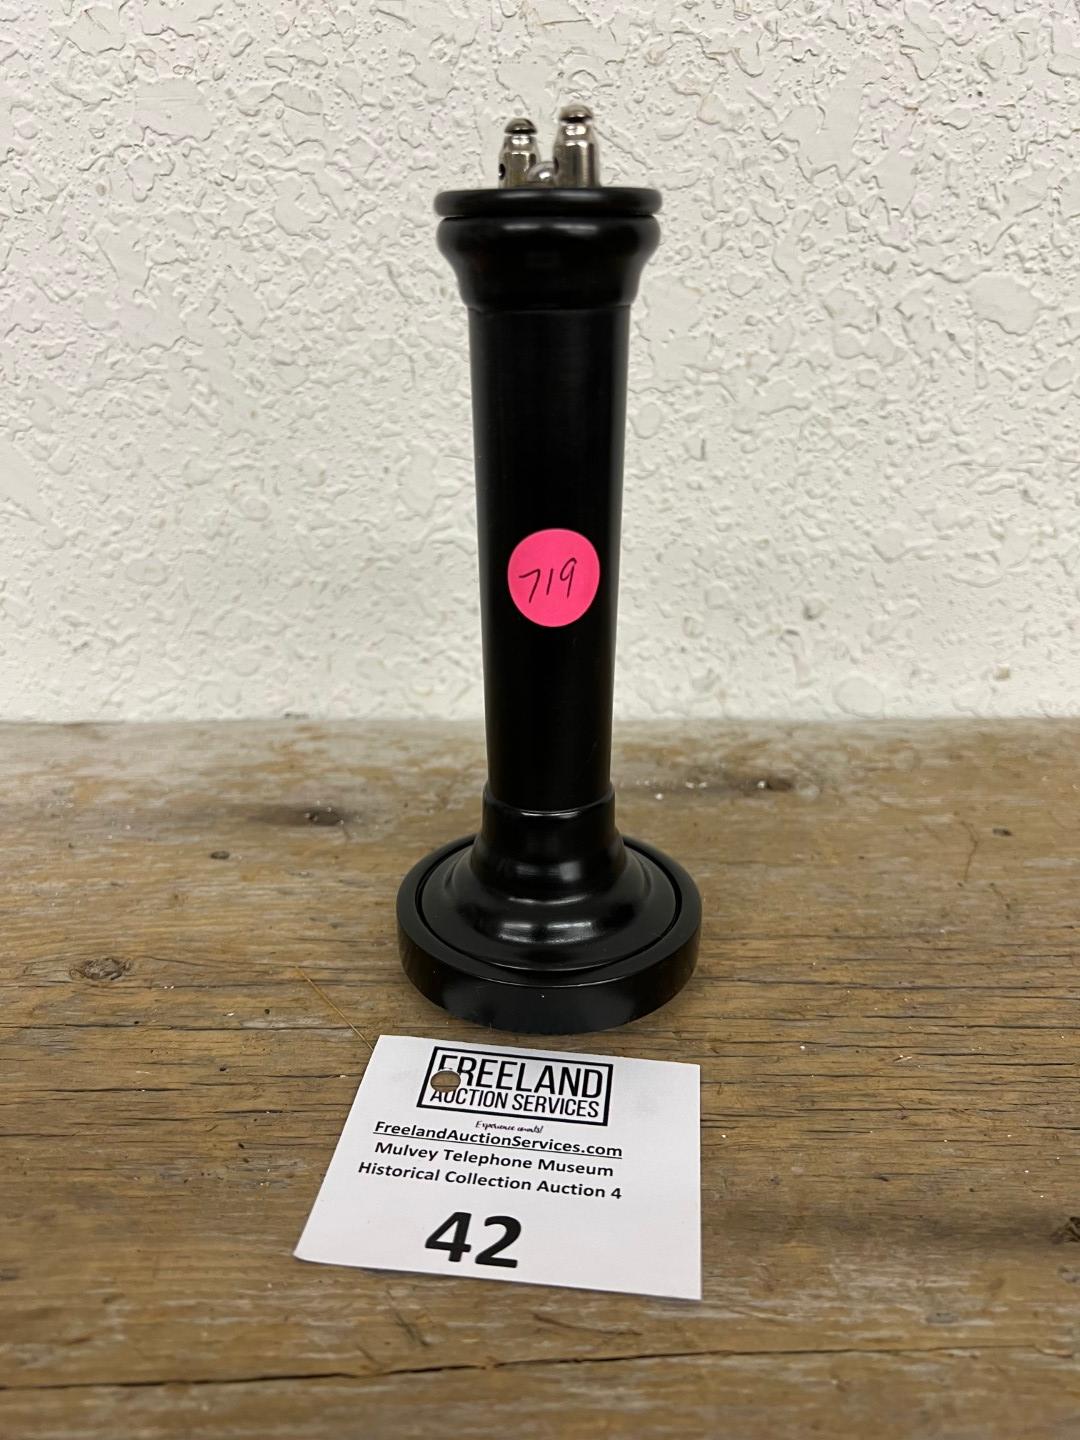 719
FREELAND
AUCTION SERVICES
Experience counts!
FreelandAuctionServices.com
Mulvey Telephone Museum
Historical Collection Auction 4
42